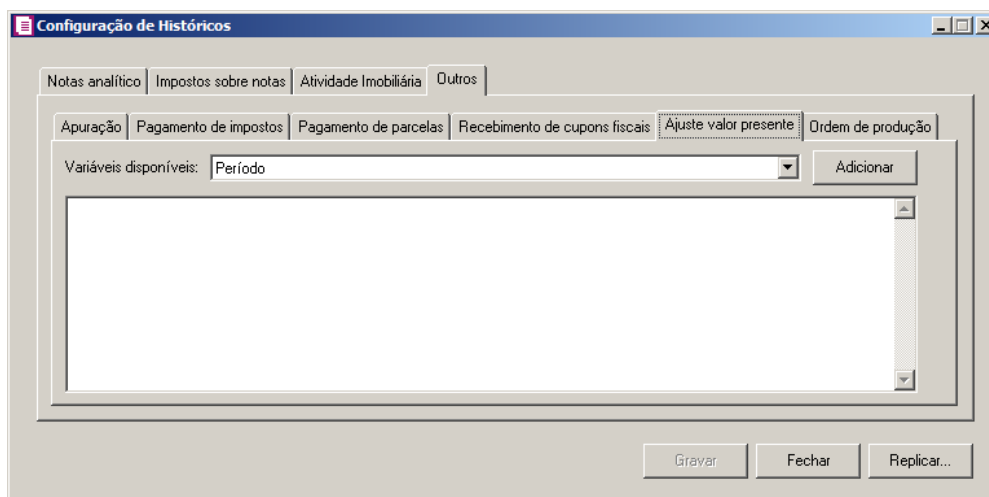 Configuração de Históricos
Notas analítico Impostos sobre notas Atividade Imobiliária Outros
Apuração Pagamento de impostos Pagamento de parcelas Recebimento de cupons fiscais Ajuste valor presente Ordem de produção
Variáveis disponíveis: Período Adicionar
Gravar Fechar Replicar...